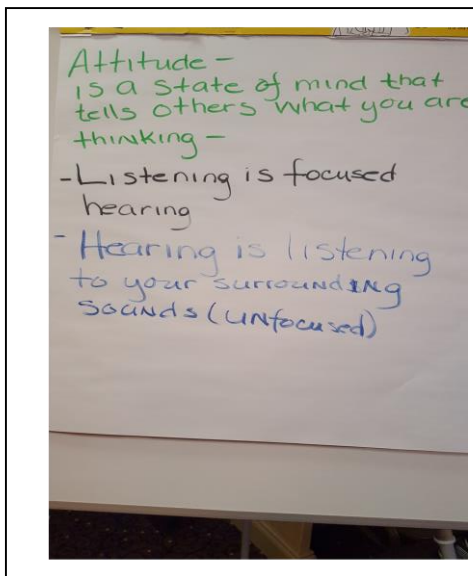 Attitude -
is a state of mind that
tells others what you are
thinking -
- Listening is focused
hearing
- Hearing is listening
to your surrounding
sounds (unfocused)